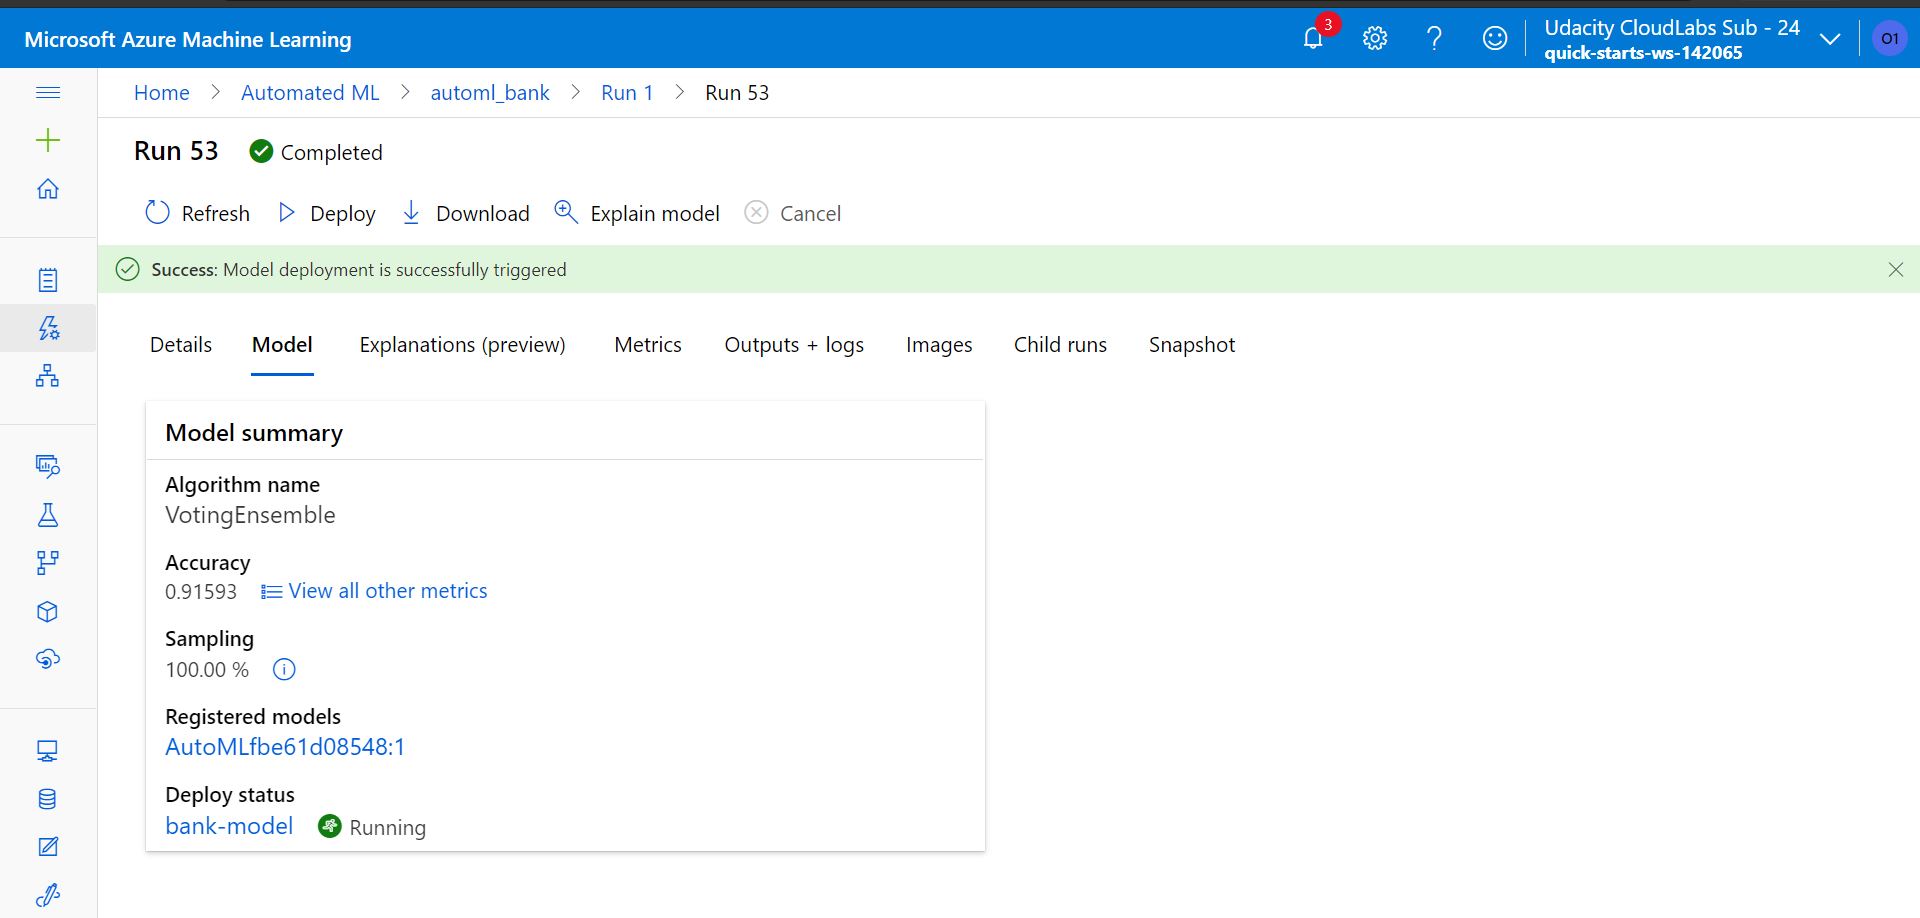 Microsoft Azure Machine Learning
3
Udacity CloudLabs Sub - 24
quick-starts-ws-142065
O1
Home > Automated ML > automl_bank > Run 1 > Run 53
Run 53 Completed
Refresh Deploy Download Explain model Cancel
Success: Model deployment is successfully triggered
Details Model Explanations (preview) Metrics Outputs + logs Images Child runs Snapshot
Model summary
Algorithm name
VotingEnsemble
Accuracy
0.91593 View all other metrics
Sampling
100.00 %
Registered models
AutoMLfbe61d08548:1
Deploy status
bank-model Running